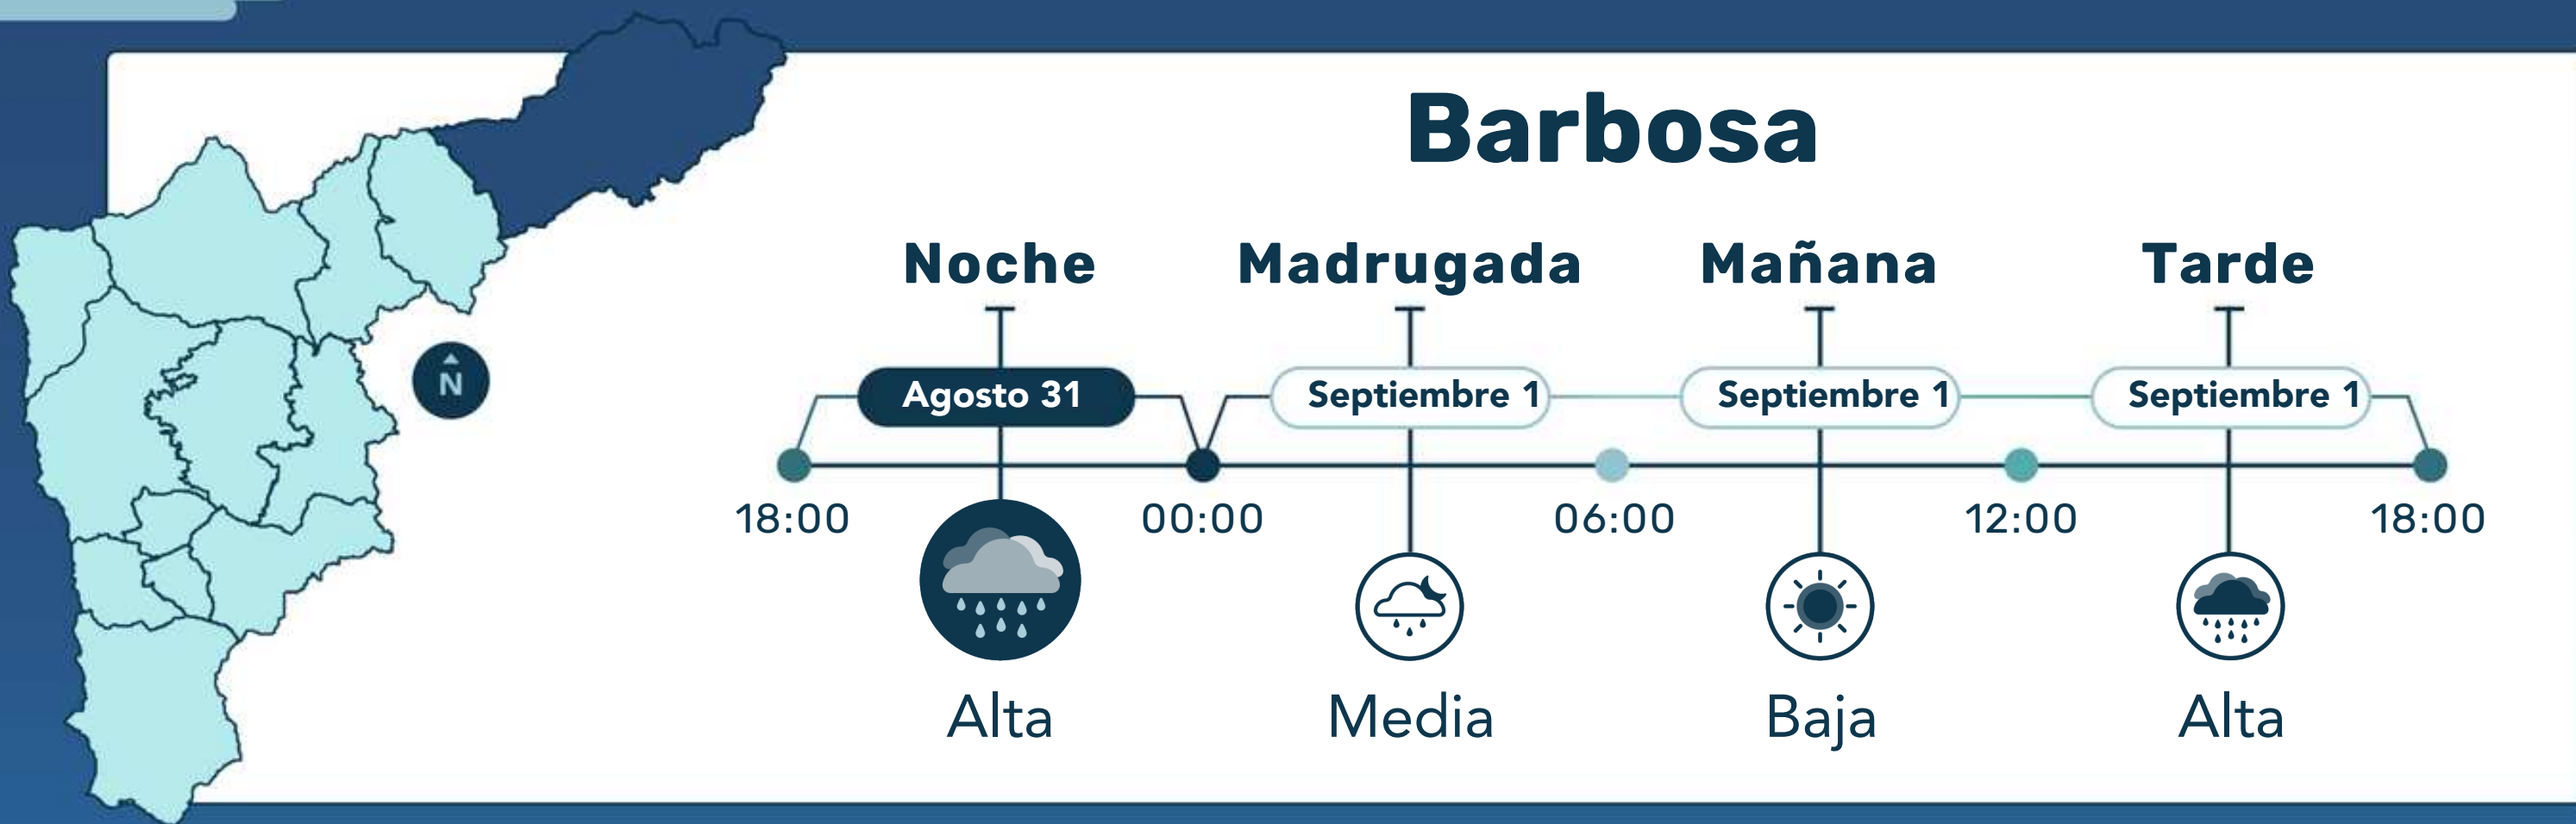 Barbosa
Noche Madrugada Mañana Tarde
N
Agosto 31 Septiembre 1 Septiembre 1 Septiembre 1
18:00 00:00 06:00 12:00 18:00
Alta Media Baja Alta